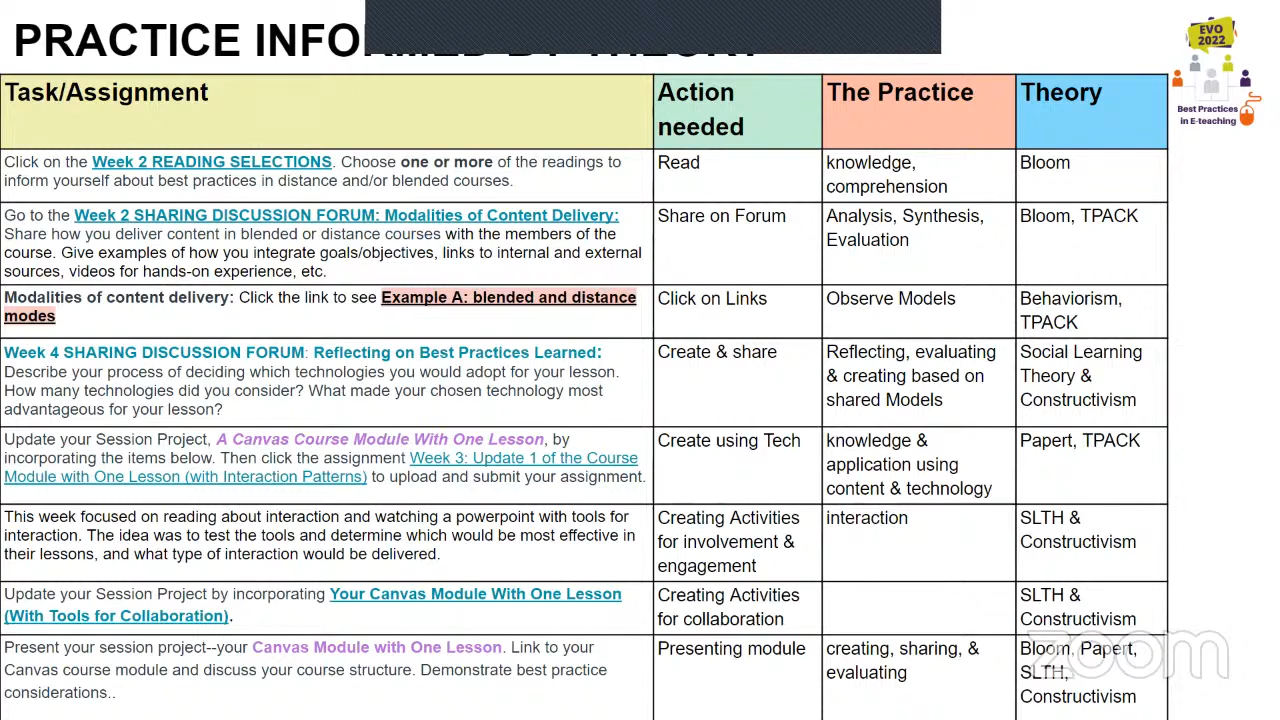 PRACTICE INFORMED BY THEORY
EVO
2022
Best Practices
in E-teaching
Task/Assignment
Action
needed
The Practice
Theory
Click on the Week 2 READING SELECTIONS. Choose one or more of the readings to
inform yourself about best practices in distance and/or blended courses.
Read
knowledge,
comprehension
Bloom
Go to the Week 2 SHARING DISCUSSION FORUM: Modalities of Content Delivery:
Share how you deliver content in blended or distance courses with the members of the
course. Give examples of how you integrate goals/objectives, links to internal and external
sources, videos for hands-on experience, etc.
Share on Forum
Analysis, Synthesis,
Evaluation
Bloom, TPACK
Modalities of content delivery: Click the link to see Example A: blended and distance
modes
Click on Links
Observe Models
Behaviorism,
TPACK
Week 4 SHARING DISCUSSION FORUM: Reflecting on Best Practices Learned:
Describe your process of deciding which technologies you would adopt for your lesson.
How many technologies did you consider? What made your chosen technology most
advantageous for your lesson?
Create & share
Reflecting, evaluating
& creating based on
shared Models
Social Learning
Theory &
Constructivism
Update your Session Project, A Canvas Course Module With One Lesson, by
incorporating the items below. Then click the assignment Week 3: Update 1 of the Course
Module with One Lesson (with Interaction Patterns) to upload and submit your assignment.
Create using Tech
knowledge &
application using
content & technology
Papert, TPACK
This week focused on reading about interaction and watching a powerpoint with tools for
interaction. The idea was to test the tools and determine which would be most effective in
their lessons, and what type of interaction would be delivered.
Creating Activities
for involvement &
engagement
interaction
SLTH &
Constructivism
Update your Session Project by incorporating Your Canvas Module With One Lesson
(With Tools for Collaboration).
Creating Activities
for collaboration
SLTH &
Constructivism
Present your session project--your Canvas Module with One Lesson. Link to your
Canvas course module and discuss your course structure. Demonstrate best practice
considerations..
Presenting module
creating, sharing, &
evaluating
Bloom, Papert,
SLTH,
Constructivism
zoom